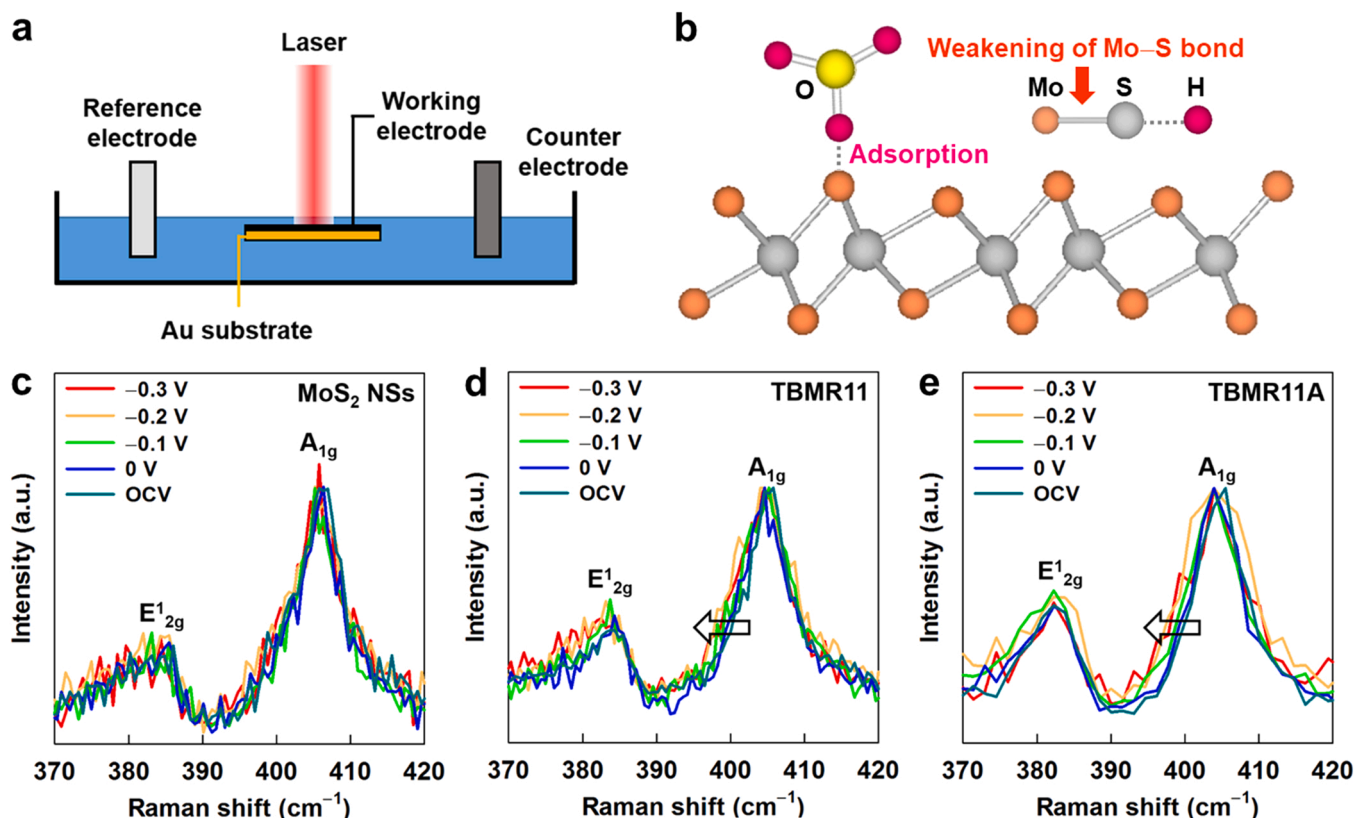 a
Laser
Reference
electrode
Working
electrode
Counter
electrode
Au substrate
b
Weakening of Mo–S bond
O
Mo
S
H
Adsorption
c
−0.3 V
−0.2 V
−0.1 V
0 V
OCV
MoS₂ NSs
A₁g
E¹₂g
Intensity (a.u.)
370 380 390 400 410 420
Raman shift (cm⁻¹)
d
−0.3 V
−0.2 V
−0.1 V
0 V
OCV
TBMR11
A₁g
E¹₂g
Intensity (a.u.)
370 380 390 400 410 420
Raman shift (cm⁻¹)
e
−0.3 V
−0.2 V
−0.1 V
0 V
OCV
TBMR11A
A₁g
E¹₂g
Intensity (a.u.)
370 380 390 400 410 420
Raman shift (cm⁻¹)